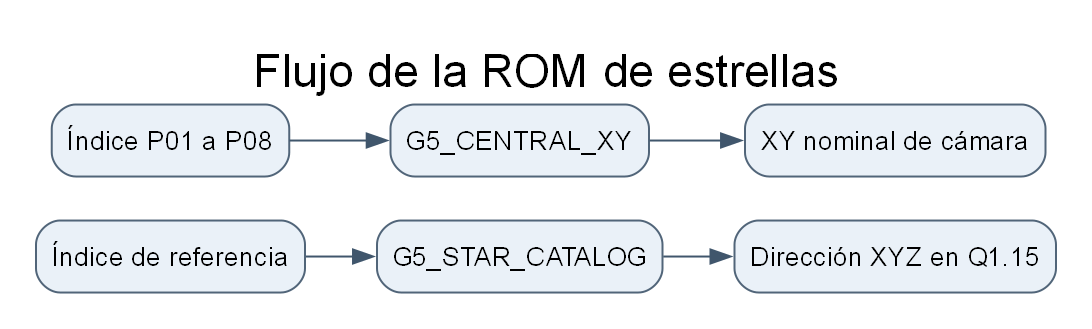 Flujo de la ROM de estrellas
Índice P01 a P08
G5_CENTRAL_XY
XY nominal de cámara
Índice de referencia
G5_STAR_CATALOG
Dirección XYZ en Q1.15